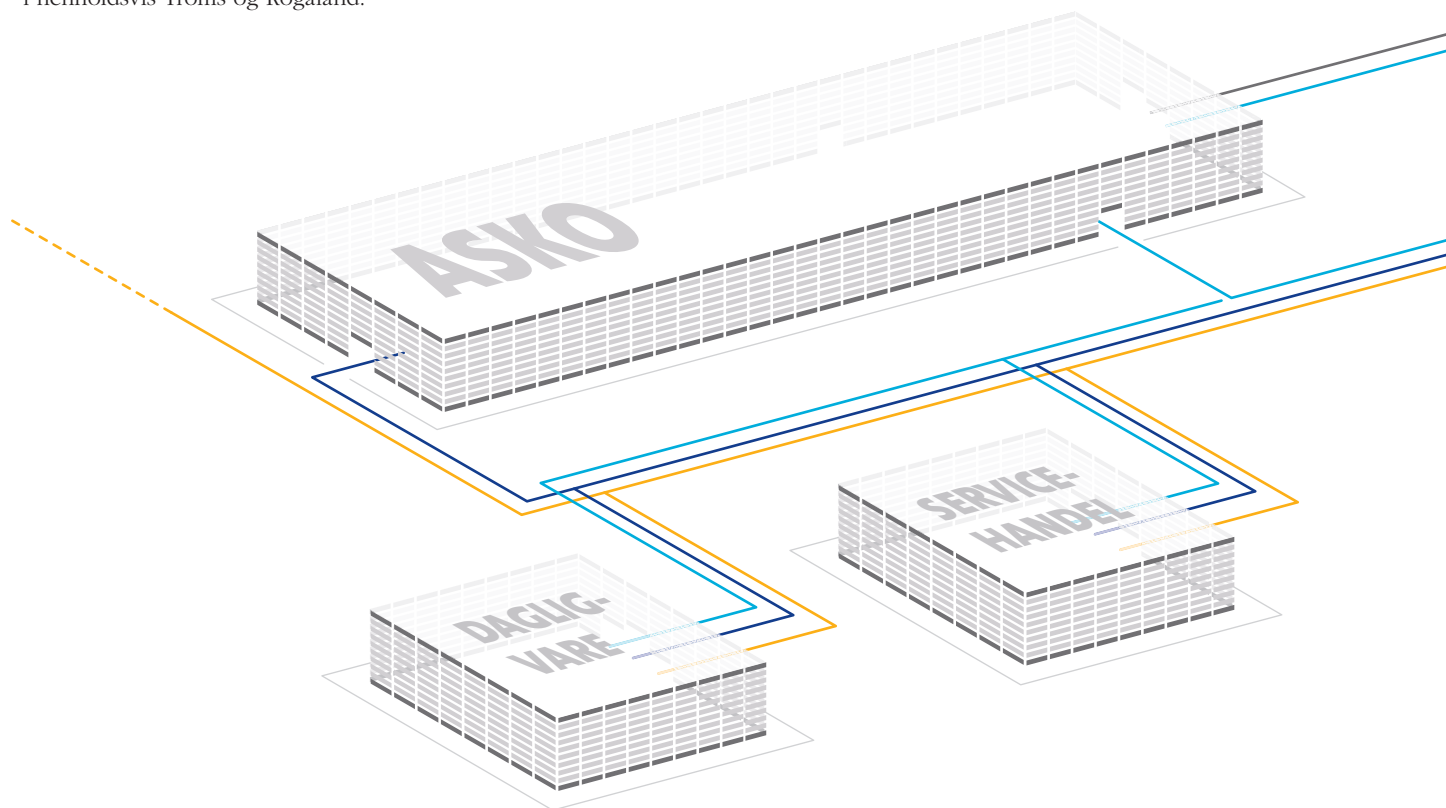 i henholdsvis Troms og Rogaland.
ASKO
SERVICE-
HANDEL
DAGLIG-
VARE